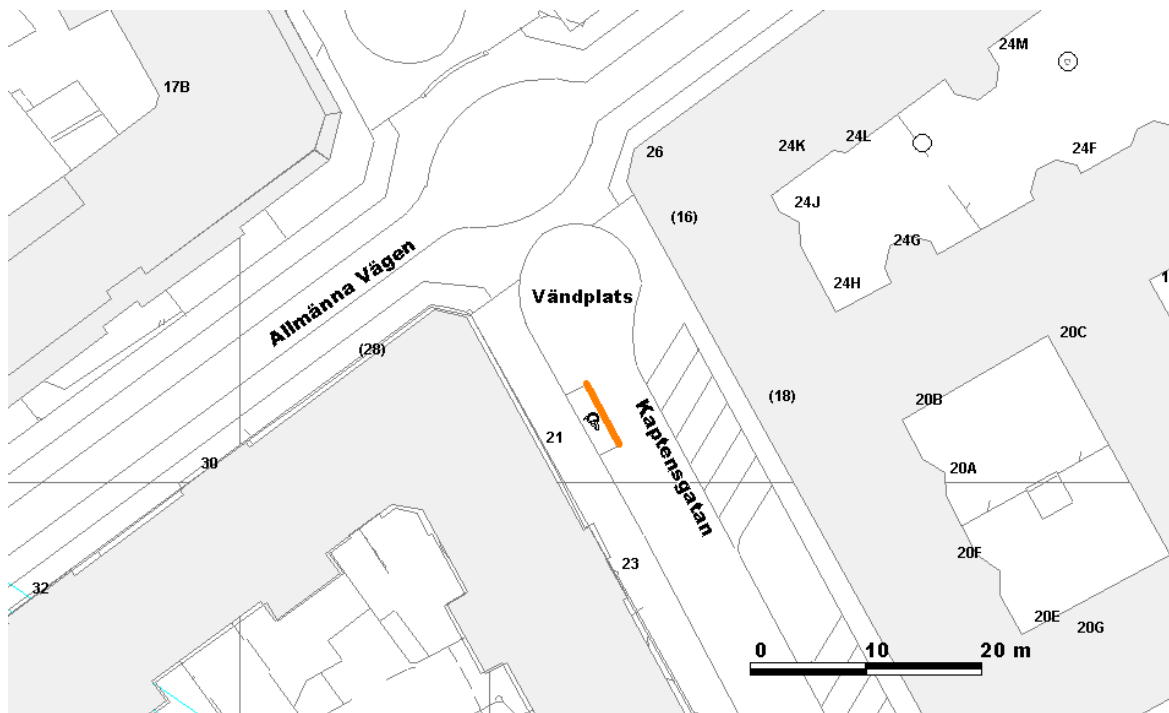 24M
17B
24K
24L
24F
26
(16)
24J
24G
24H
Allmänna Vägen
Vändplats
1
20C
(28)
(18)
20B
Kaptensgatan
21
30
20A
20F
23
32
20E
20G
0 10 20 m